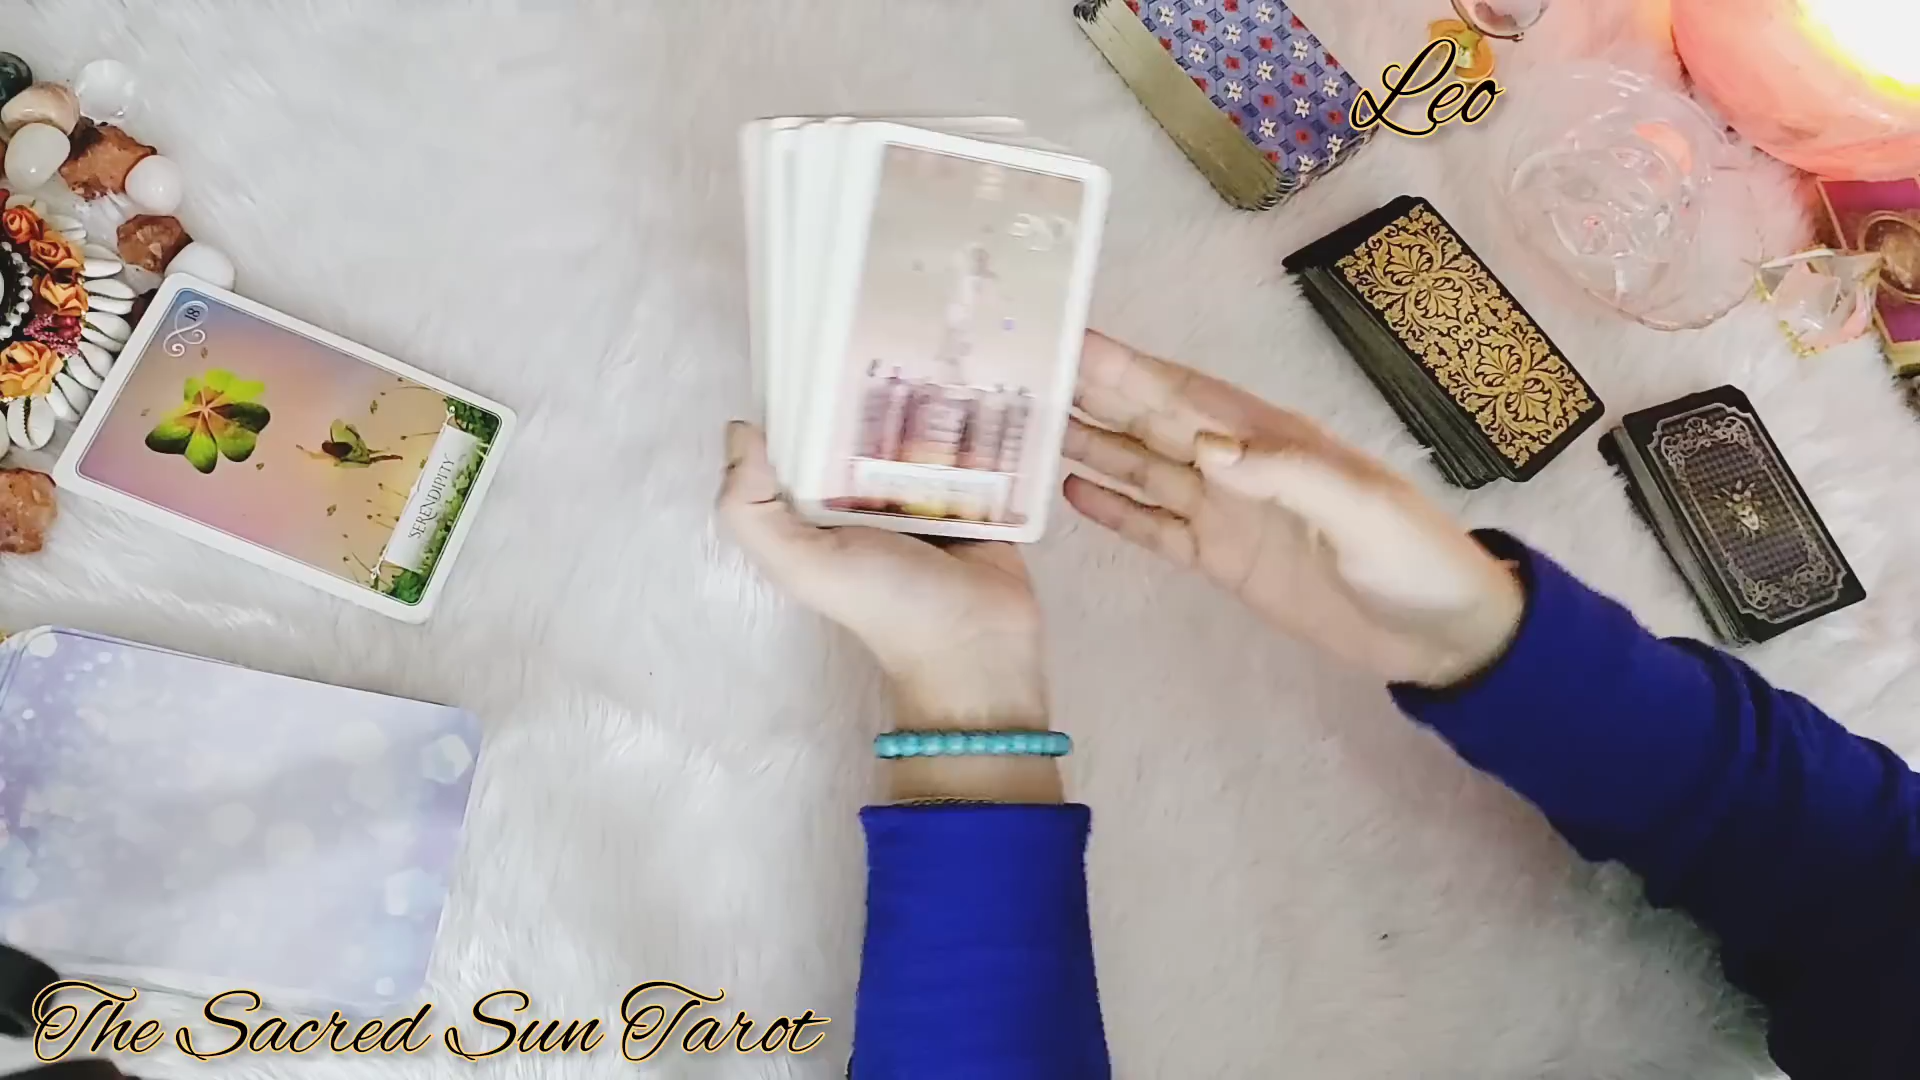 Leo
18
SERENDIPITY
The Sacred Sun Tarot